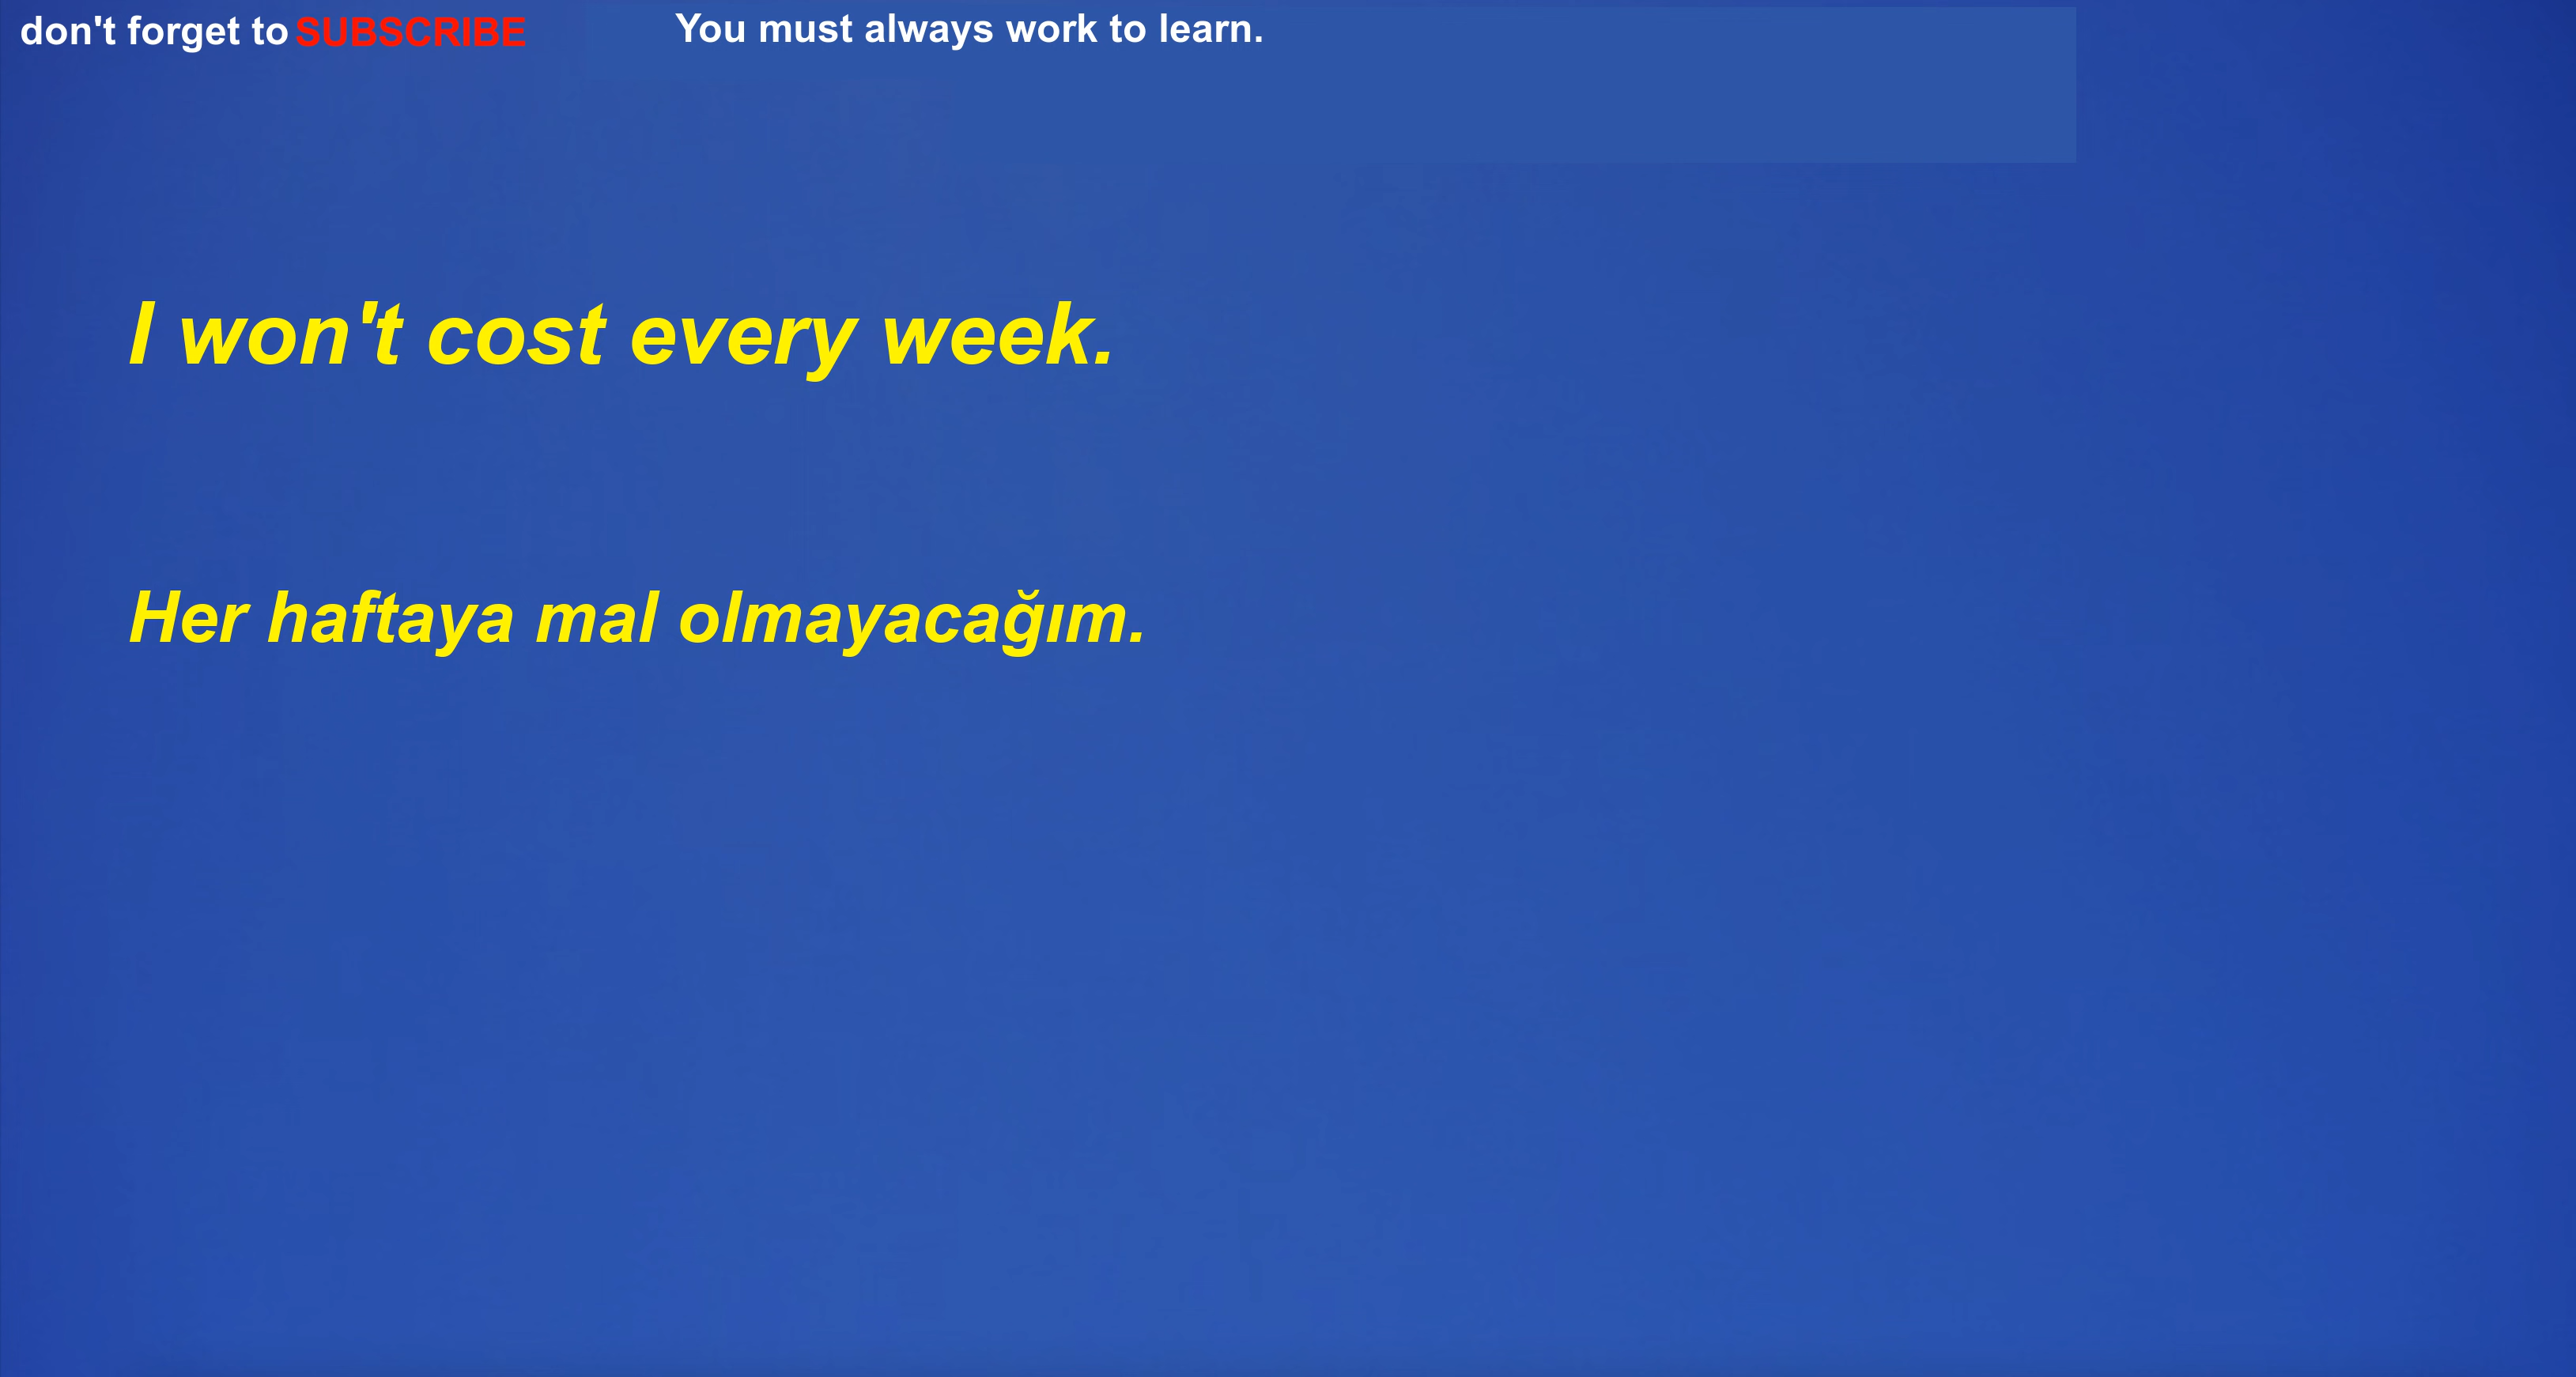 don't forget to SUBSCRIBE
You must always work to learn.
I won't cost every week.
Her haftaya mal olmayacağım.